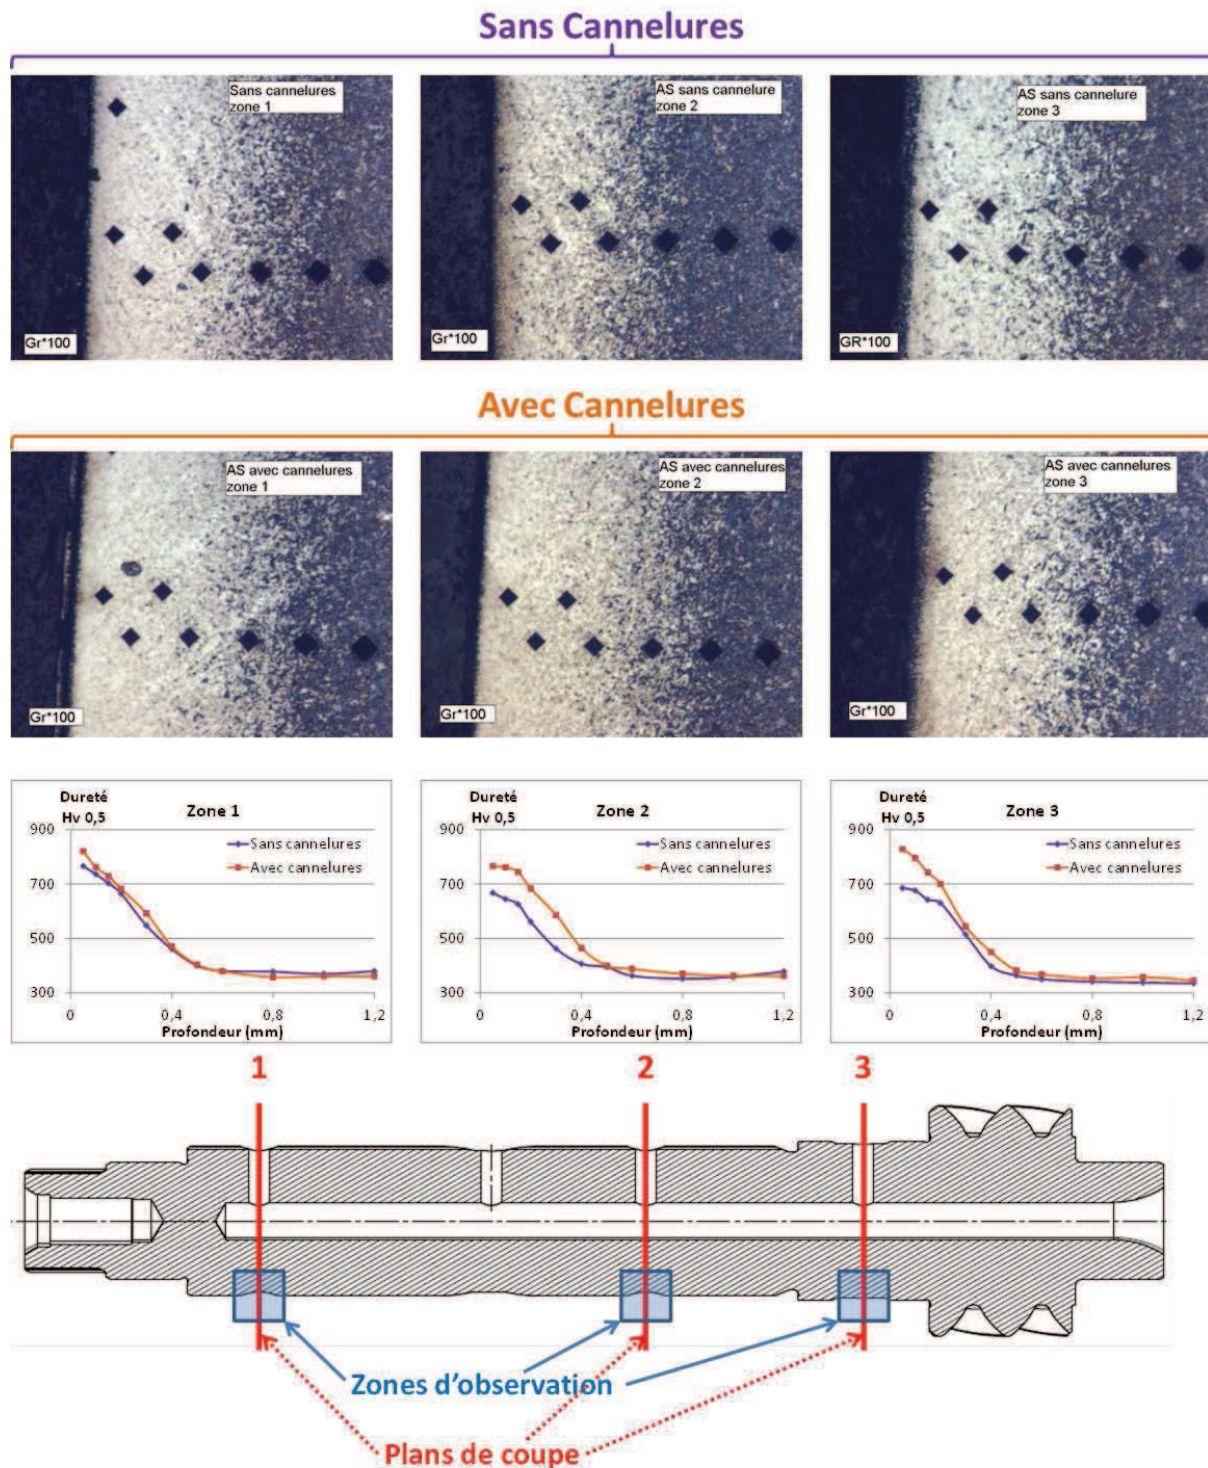 Sans Cannelures
Sans cannelures
zone 1
Gr*100
AS sans cannelure
zone 2
Gr*100
AS sans cannelure
zone 3
GR*100
Avec Cannelures
AS avec cannelures
zone 1
Gr*100
AS avec cannelures
zone 2
Gr*100
AS avec cannelures
zone 3
Gr*100
Dureté
Hv 0,5
Zone 1
900
700
500
300
Sans cannelures
Avec cannelures
0
0,4
0,8
1,2
Profondeur (mm)
Dureté
Hv 0,5
Zone 2
900
700
500
300
Sans cannelures
Avec cannelures
0
0,4
0,8
1,2
Profondeur (mm)
Dureté
Hv 0,5
Zone 3
900
700
500
300
Sans cannelures
Avec cannelures
0
0,4
0,8
1,2
Profondeur (mm)
1
2
3
Zones d'observation
Plans de coupe